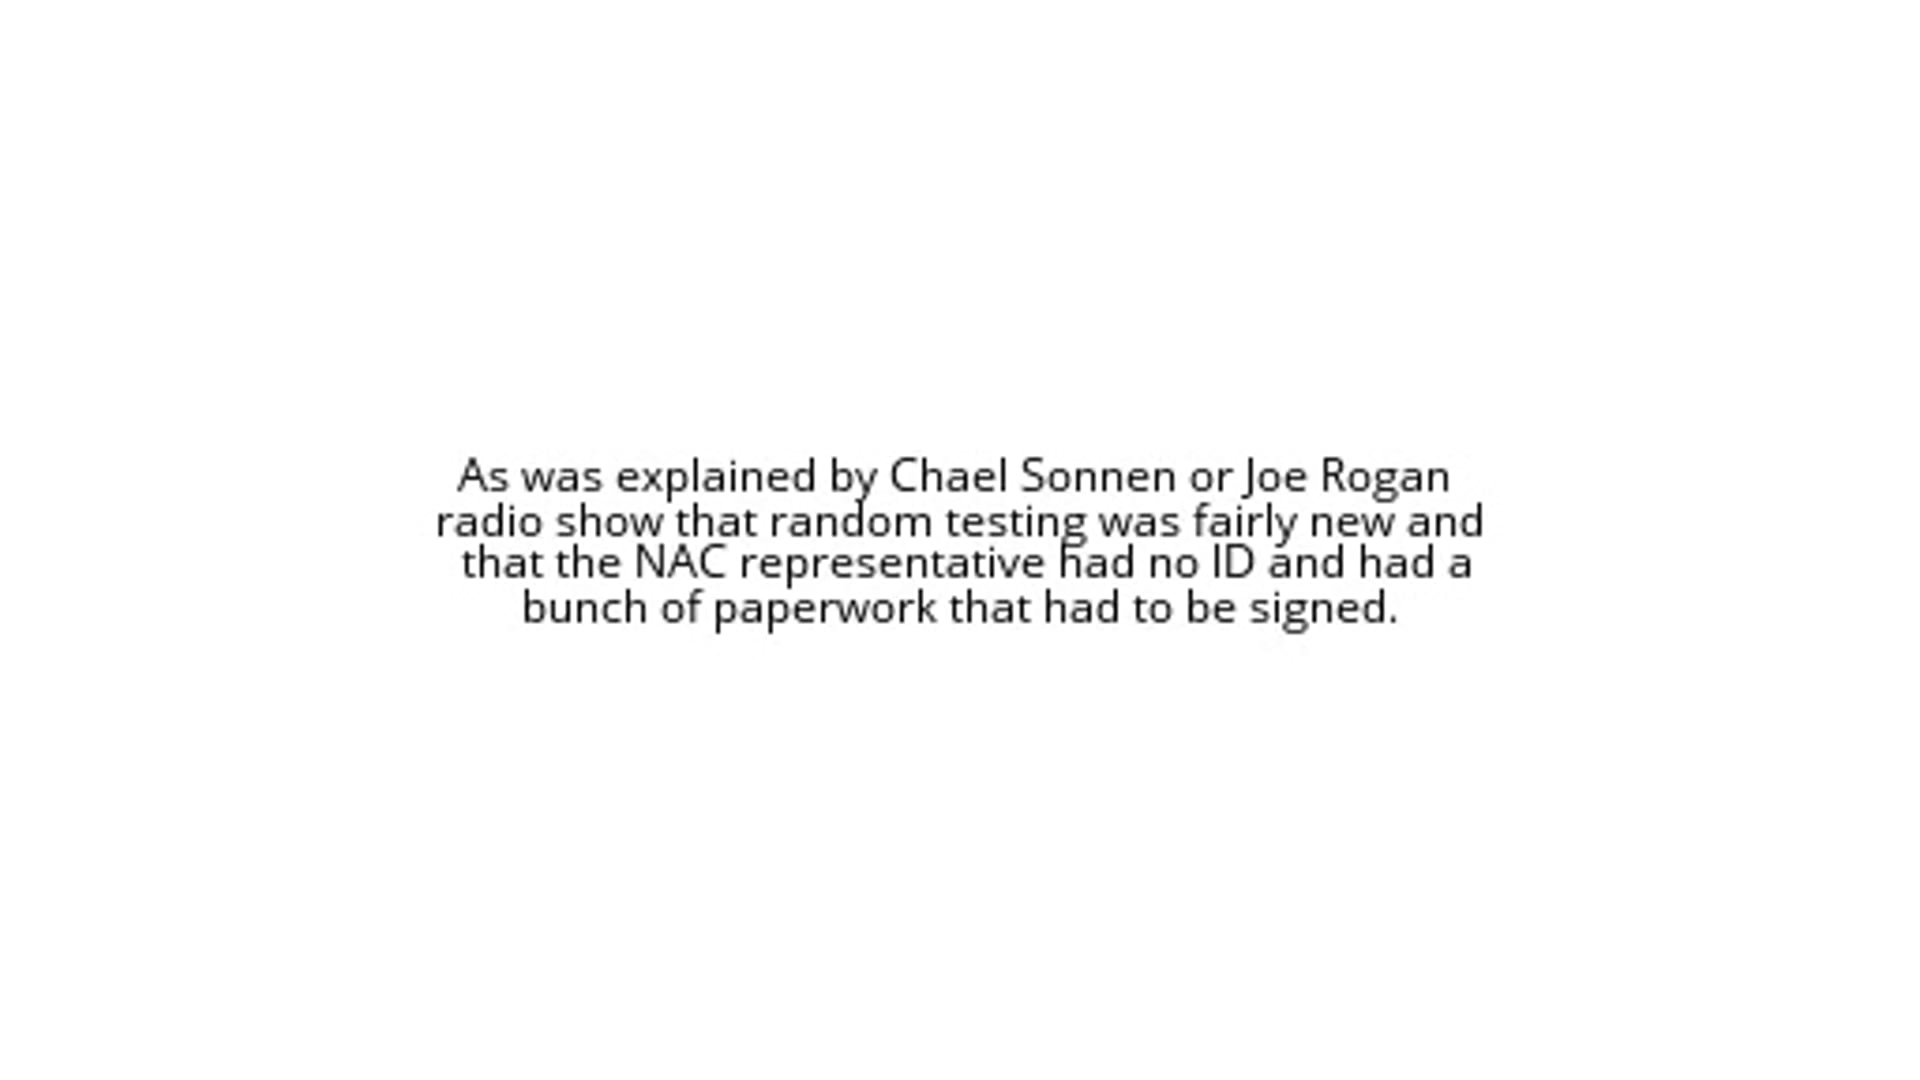 As was explained by Chael Sonnen or Joe Rogan
radio show that random testing was fairly new and
that the NAC representative had no ID and had a
bunch of paperwork that had to be signed.